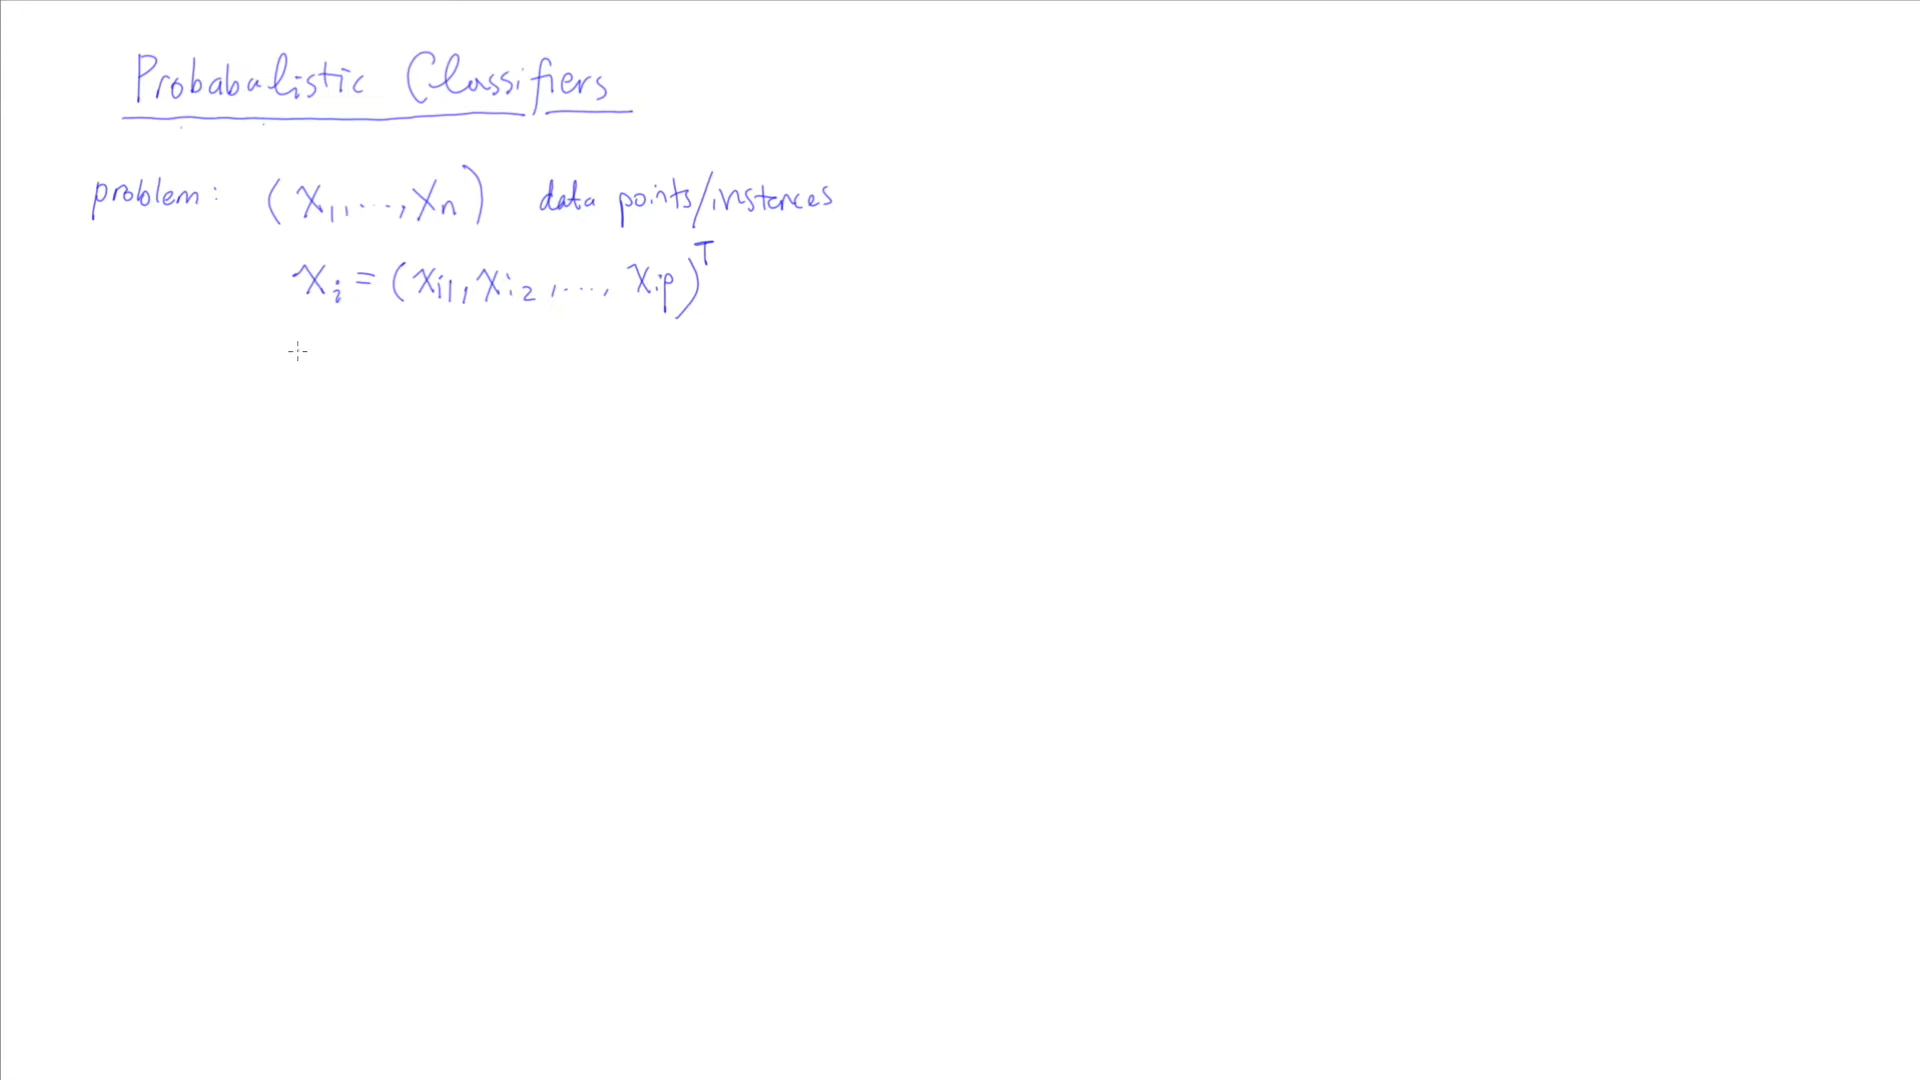 Probabalistic Classifiers
problem: (x₁,...,xₙ) data points/instances
xᵢ = (xᵢ₁, xᵢ₂, ..., xᵢₚ)ᵀ